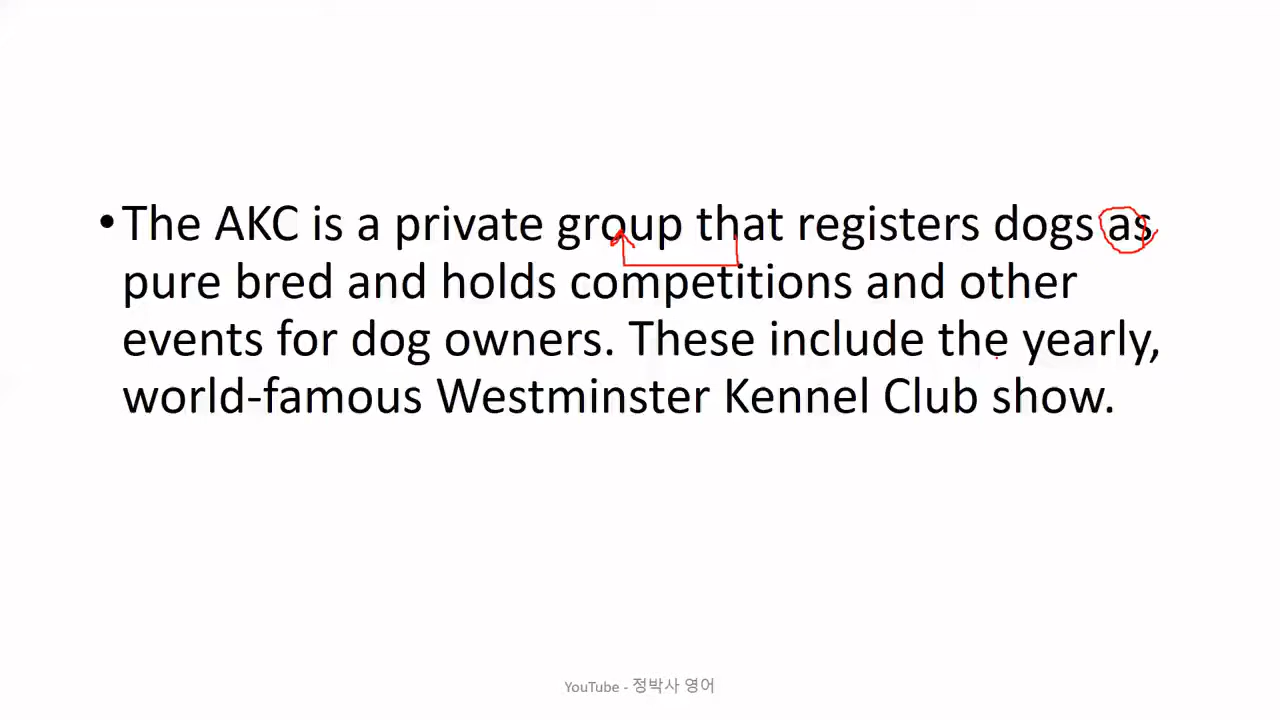 •The AKC is a private group that registers dogs as
pure bred and holds competitions and other
events for dog owners. These include the yearly,
world-famous Westminster Kennel Club show.
YouTube - 정박사 영어